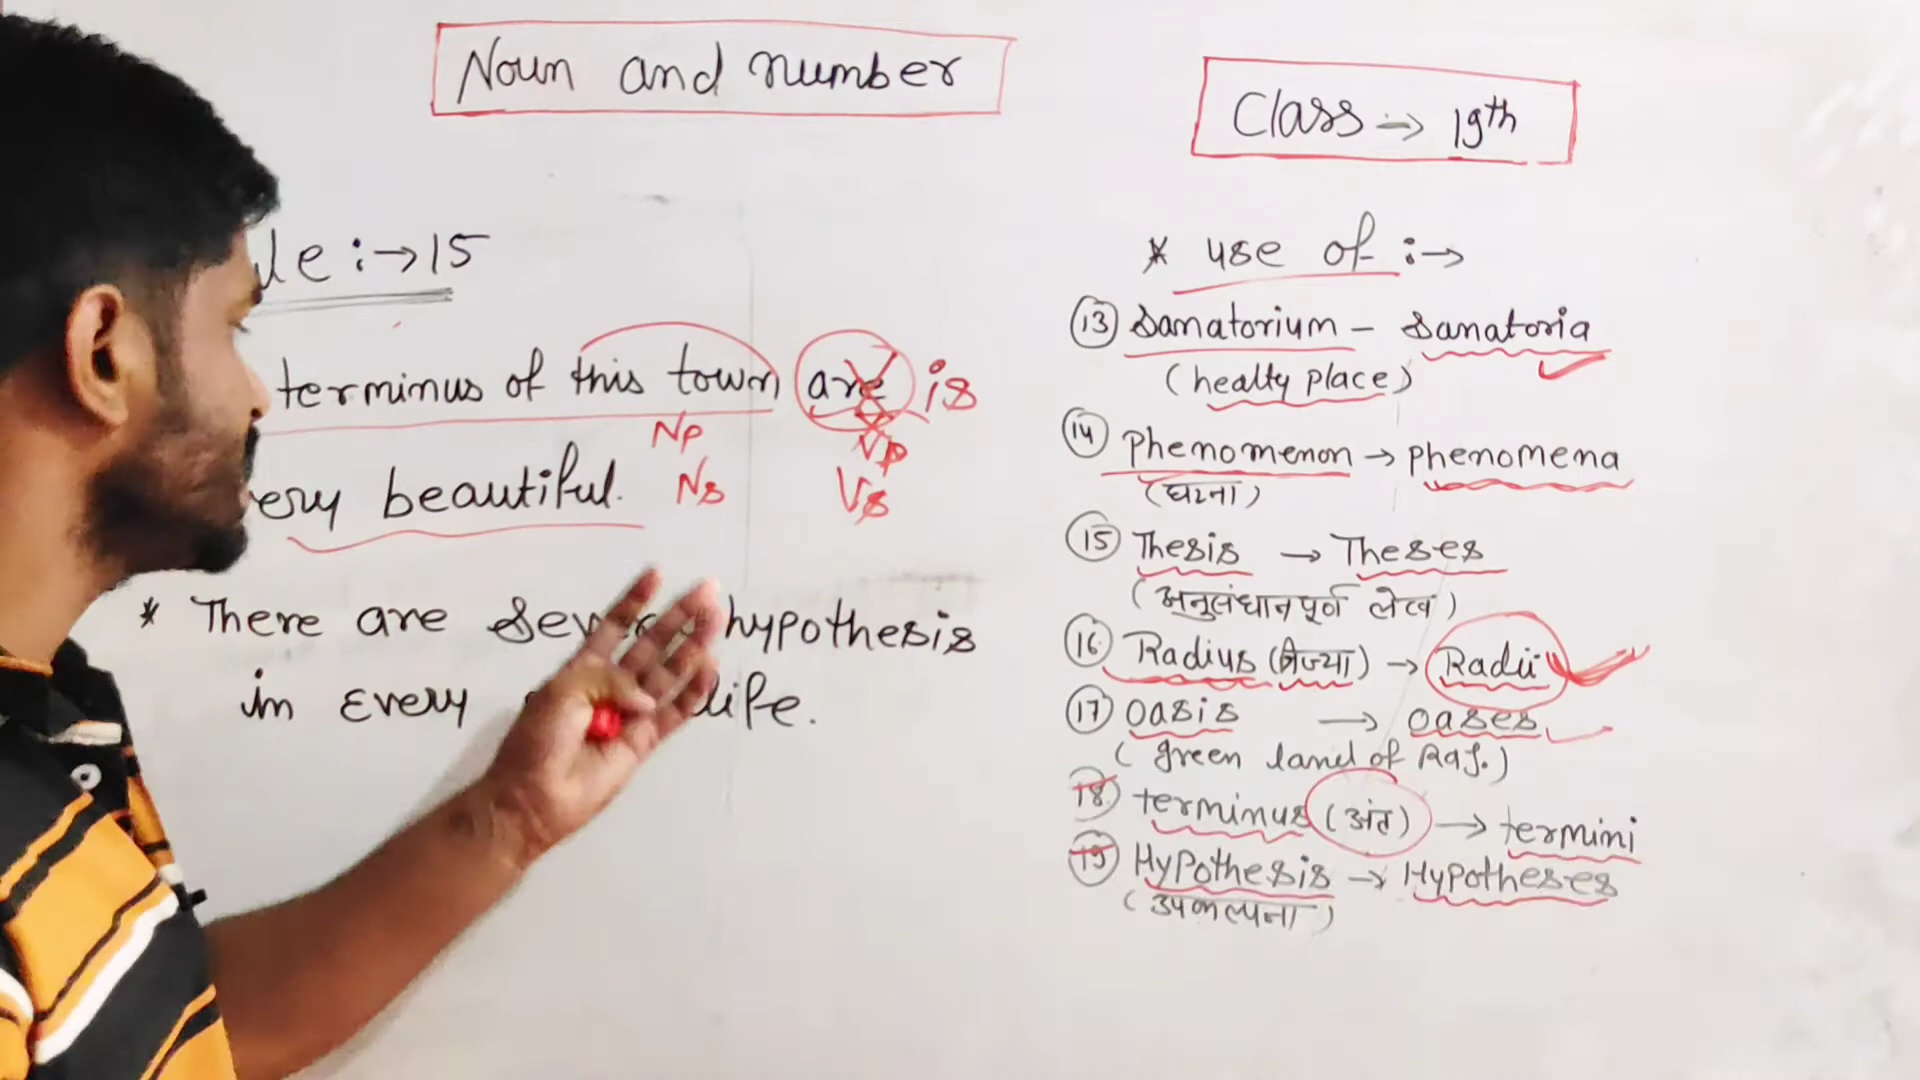 Noun and number
Class → 19th
:→15
terminus of this town are is
Np Vp
beautiful. Ns Vs
* There are hypothesis
in every life.
* use of :→
(13) Sanatorium - Sanatoria
(healty place)
(14) Phenomenon → phenomena
(घटना)
(15) Thesis → Theses
(अनुसंधानपूर्ण लेख)
(16) Radius (त्रिज्या) → Radii
(17) oasis → oases
(green land of Raj.)
(18) terminus (अंत) → termini
(19) Hypothesis → Hypotheses
(उपकल्पना)